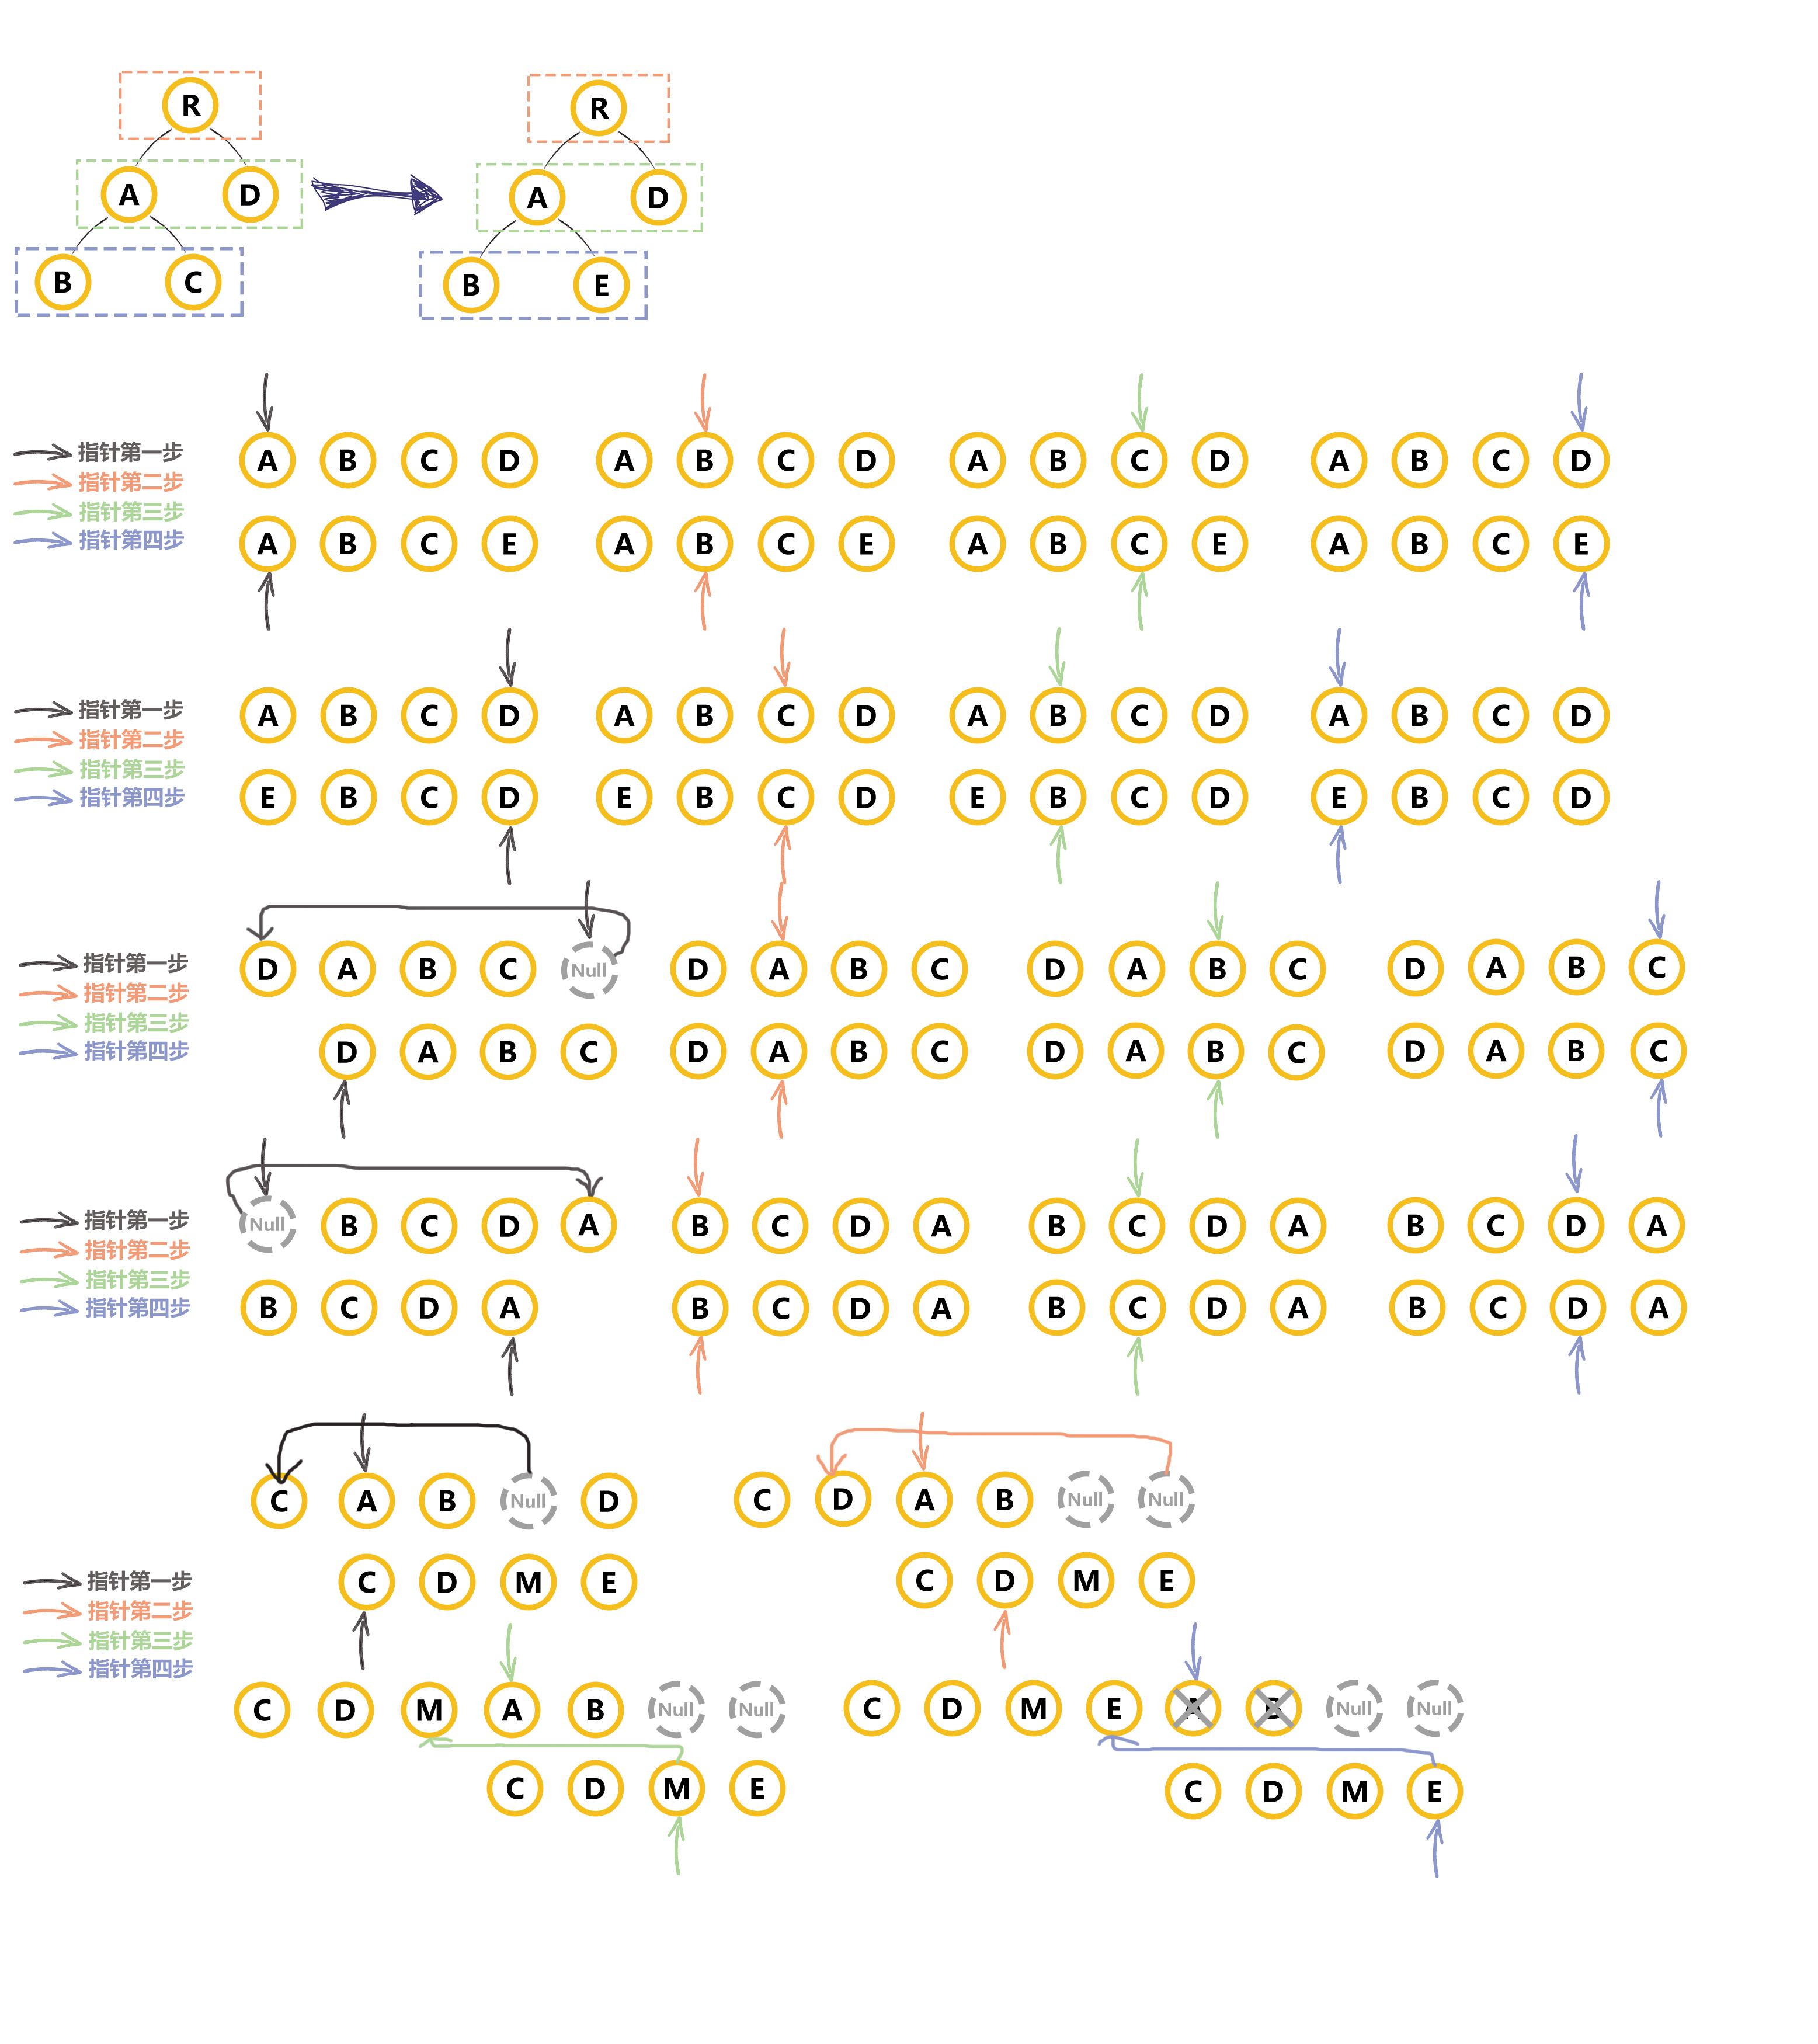 R R
A D A D
B C B E
指针第一步 A B C D A B C D A B C D A B C D
指针第二步
指针第三步
指针第四步 A B C E A B C E A B C E A B C E
指针第一步 A B C D A B C D A B C D A B C D
指针第二步
指针第三步
指针第四步 E B C D E B C D E B C D E B C D
指针第一步 D A B C Null D A B C D A B C D A B C
指针第二步
指针第三步
指针第四步 D A B C D A B C D A B C D A B C
指针第一步 Null B C D A B C D A B C D A B C D A
指针第二步
指针第三步
指针第四步 B C D A B C D A B C D A B C D A
C A B Null D C D A B Null Null
指针第一步 C D M E C D M E
指针第二步
指针第三步
指针第四步
C D M A B Null Null C D M E Null Null
C D M E C D M E